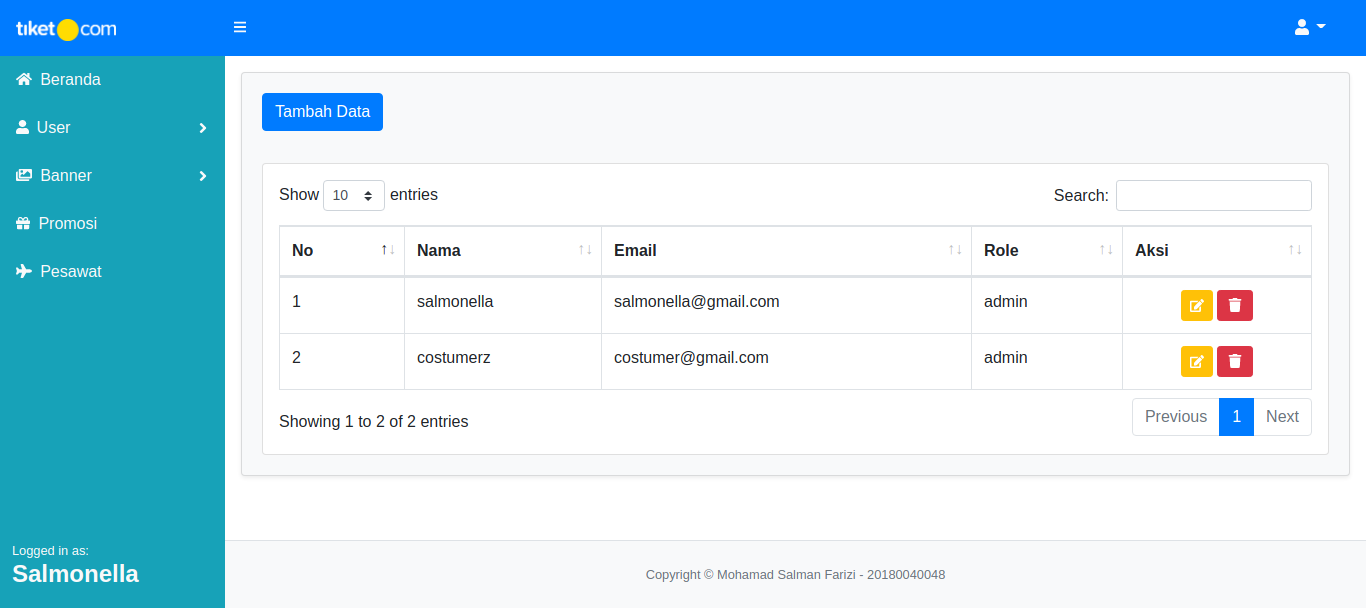 tiket com
Beranda
User
Banner
Promosi
Pesawat
Logged in as:
Salmonella
Tambah Data
Show 10 entries
Search:
No Nama Email Role Aksi
1 salmonella salmonella@gmail.com admin
2 costumerz costumer@gmail.com admin
Showing 1 to 2 of 2 entries
Previous 1 Next
Copyright © Mohamad Salman Farizi - 20180040048